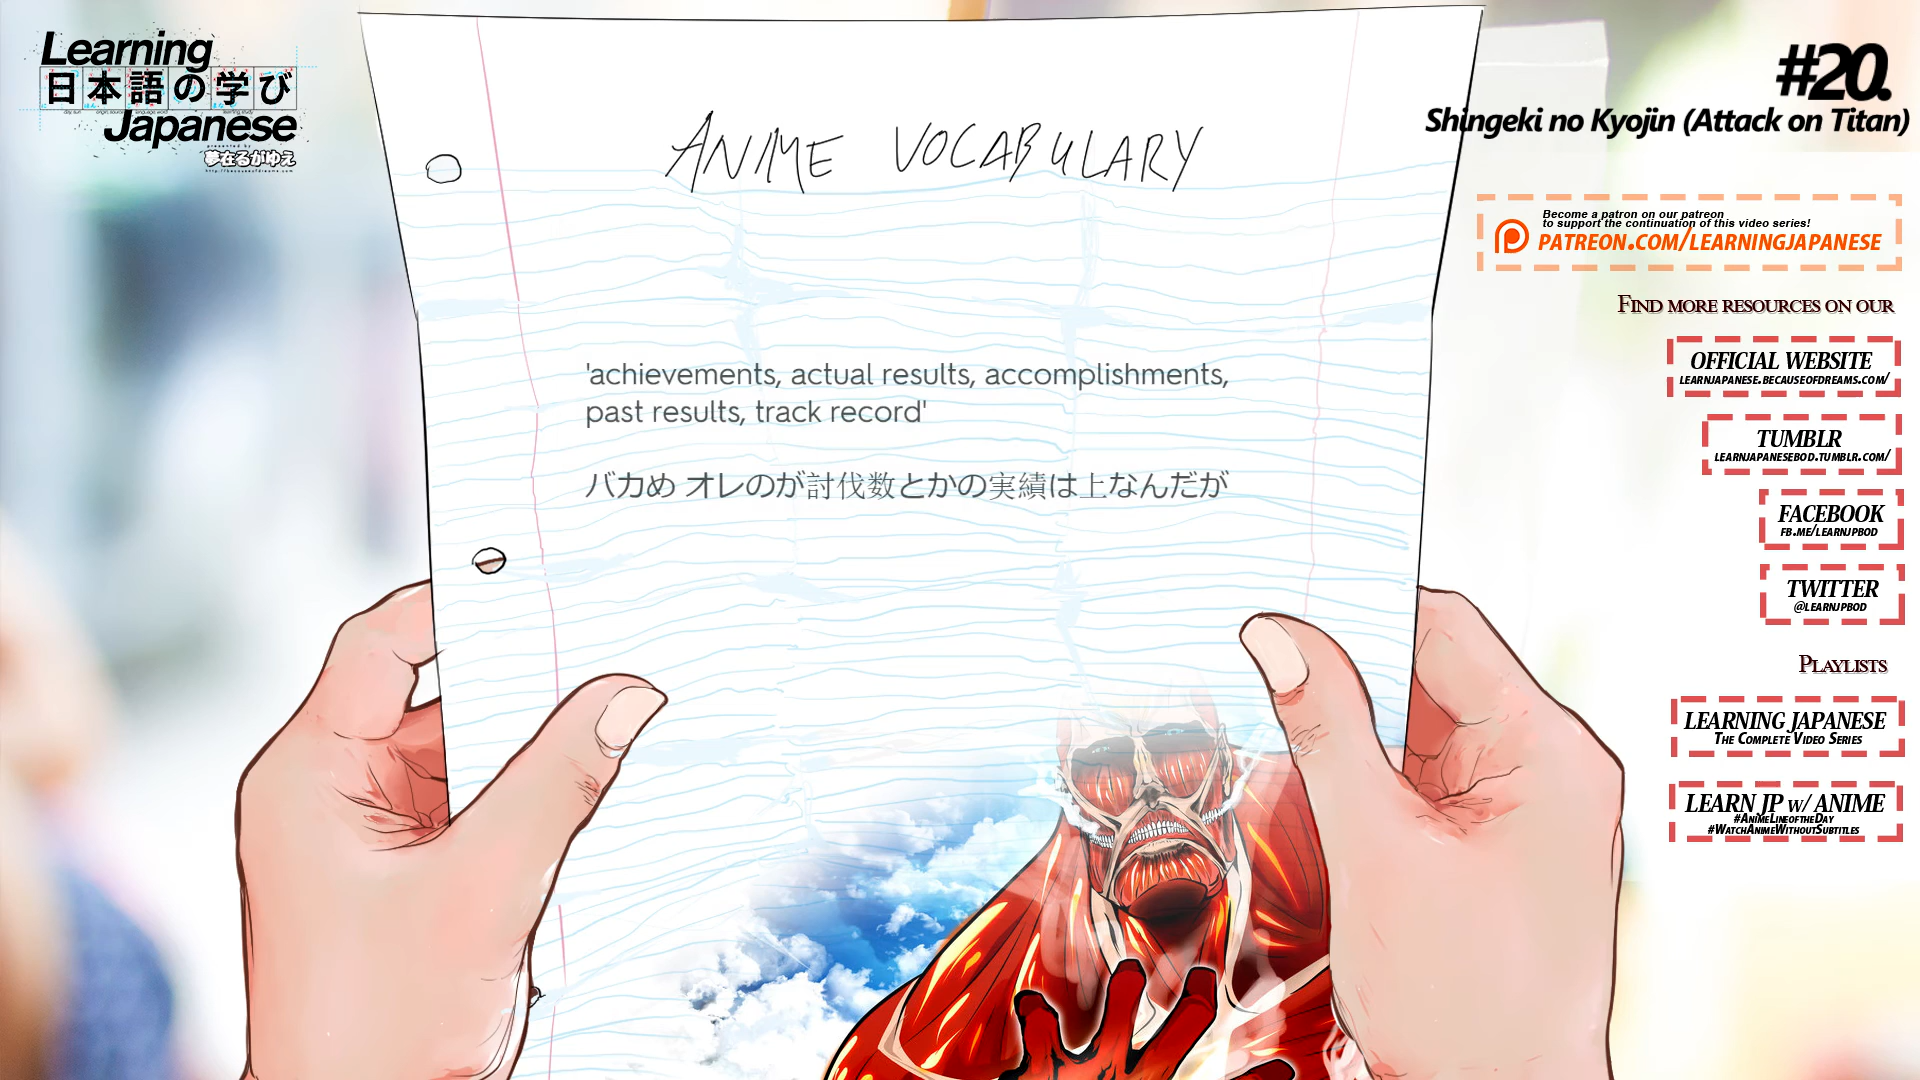 Learning
日本語の学び
Japanese
presented by
夢在るがゆえ
http://becauseofdreams.com
#20.
Shingeki no Kyojin (Attack on Titan)
ANIME VOCABULARY
'achievements, actual results, accomplishments,
past results, track record'
バカめ オレのが討伐数とかの実績は上なんだが
Become a patron on our patreon
to support the continuation of this video series!
PATREON.COM/LEARNINGJAPANESE
FIND MORE RESOURCES ON OUR
OFFICIAL WEBSITE
LEARNJAPANESE.BECAUSEOFDREAMS.COM/
TUMBLR
LEARNJAPANESEBOD.TUMBLR.COM/
FACEBOOK
FB.ME/LEARNJPBOD
TWITTER
@LEARNJPBOD
PLAYLISTS
LEARNING JAPANESE
THE COMPLETE VIDEO SERIES
LEARN JP W/ ANIME
#ANIMELINEOFTHEDAY
#WATCHANIMEWITHOUTSUBTITLES